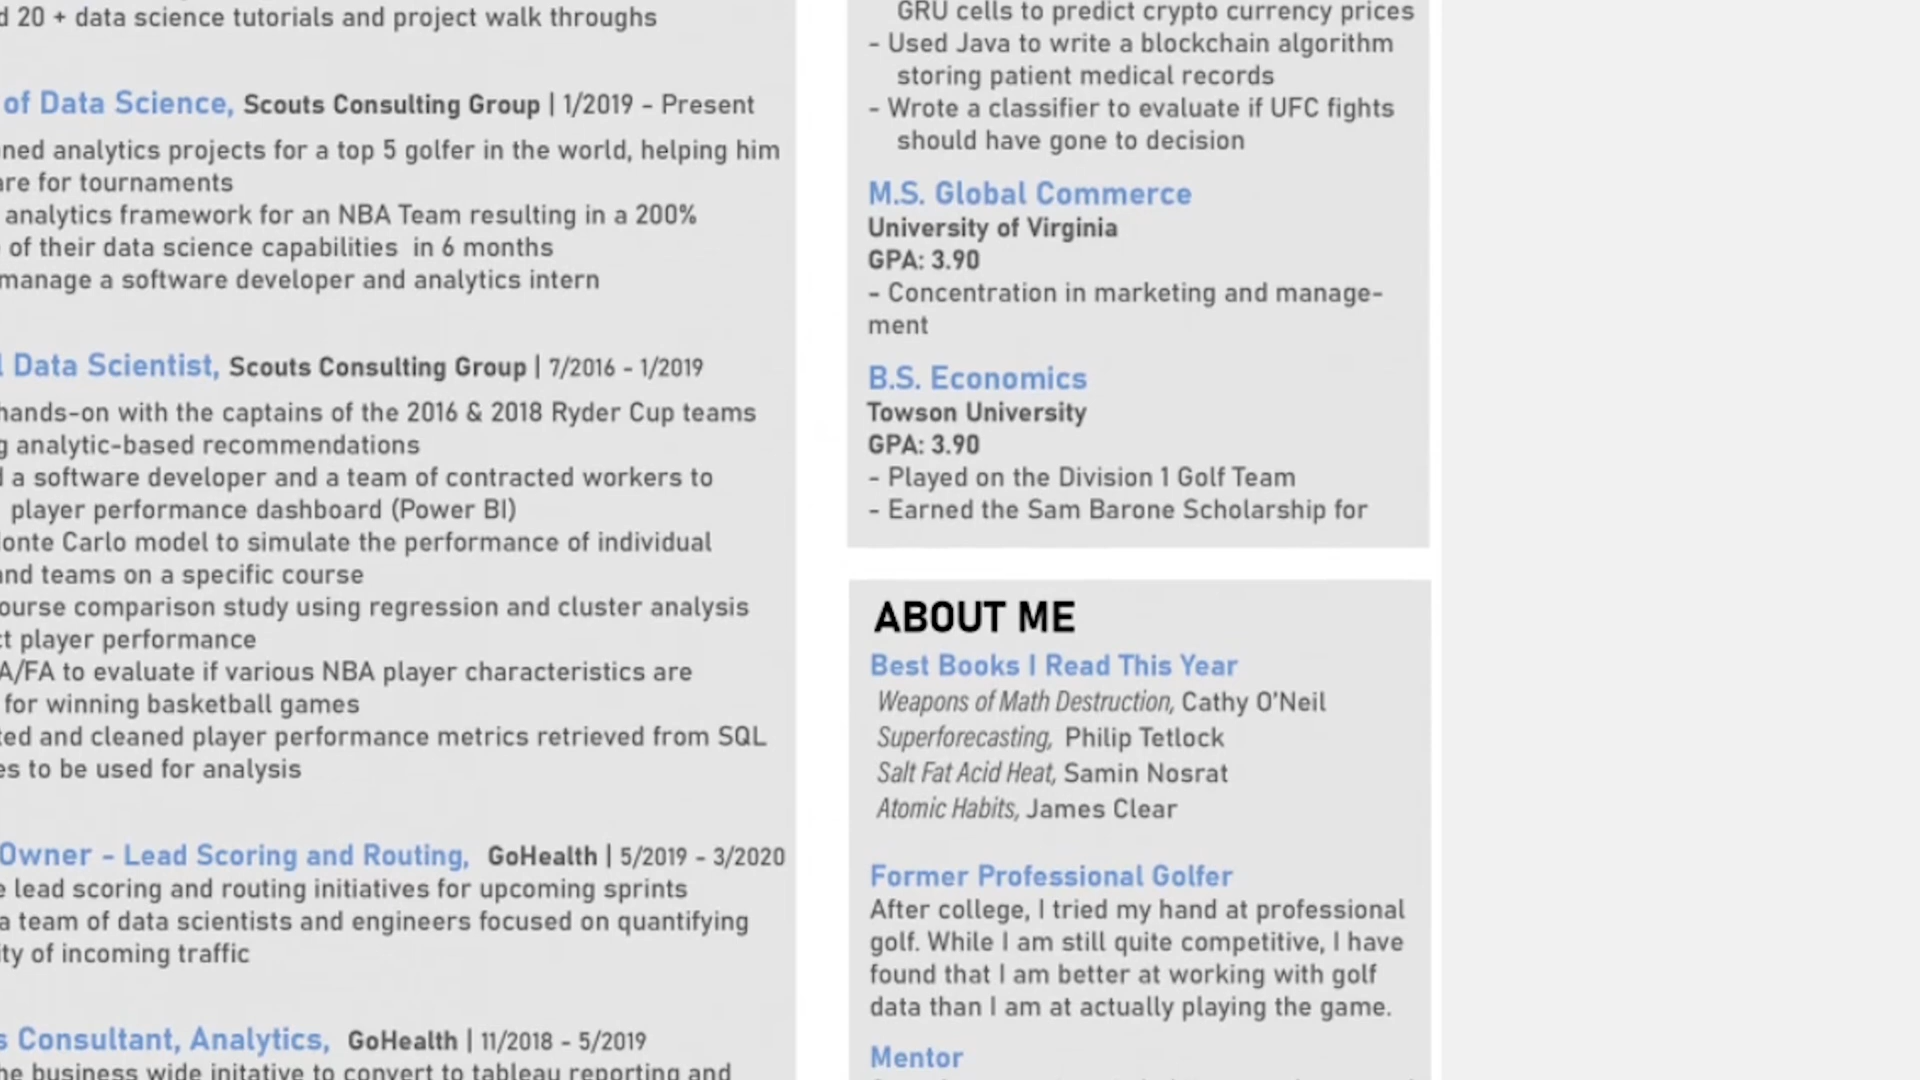 20 + data science tutorials and project walk throughs
of Data Science, Scouts Consulting Group | 1/2019 - Present
analytics projects for a top 5 golfer in the world, helping him
for tournaments
analytics framework for an NBA Team resulting in a 200%
of their data science capabilities in 6 months
manage a software developer and analytics intern
Data Scientist, Scouts Consulting Group | 7/2016 - 1/2019
hands-on with the captains of the 2016 & 2018 Ryder Cup teams
analytic-based recommendations
a software developer and a team of contracted workers to
player performance dashboard (Power BI)
Carlo model to simulate the performance of individual
and teams on a specific course
course comparison study using regression and cluster analysis
player performance
A/FA to evaluate if various NBA player characteristics are
for winning basketball games
and cleaned player performance metrics retrieved from SQL
to be used for analysis
Owner - Lead Scoring and Routing, GoHealth | 5/2019 - 3/2020
lead scoring and routing initiatives for upcoming sprints
a team of data scientists and engineers focused on quantifying
of incoming traffic
Consultant, Analytics, GoHealth | 11/2018 - 5/2019
business wide initative to convert to tableau reporting and
GRU cells to predict crypto currency prices
- Used Java to write a blockchain algorithm
storing patient medical records
- Wrote a classifier to evaluate if UFC fights
should have gone to decision
M.S. Global Commerce
University of Virginia
GPA: 3.90
- Concentration in marketing and manage-
ment
B.S. Economics
Towson University
GPA: 3.90
- Played on the Division 1 Golf Team
- Earned the Sam Barone Scholarship for
ABOUT ME
Best Books I Read This Year
Weapons of Math Destruction, Cathy O'Neil
Superforecasting, Philip Tetlock
Salt Fat Acid Heat, Samin Nosrat
Atomic Habits, James Clear
Former Professional Golfer
After college, I tried my hand at professional
golf. While I am still quite competitive, I have
found that I am better at working with golf
data than I am at actually playing the game.
Mentor